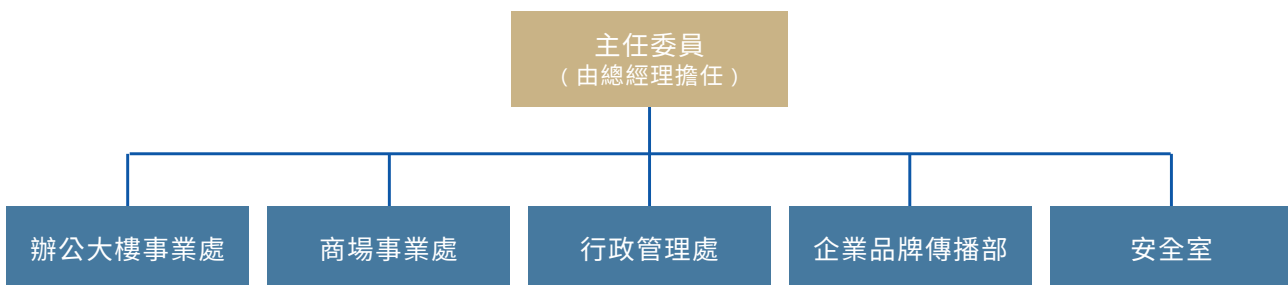 主任委員
（由總經理擔任）
辦公大樓事業處
商場事業處
行政管理處
企業品牌傳播部
安全室